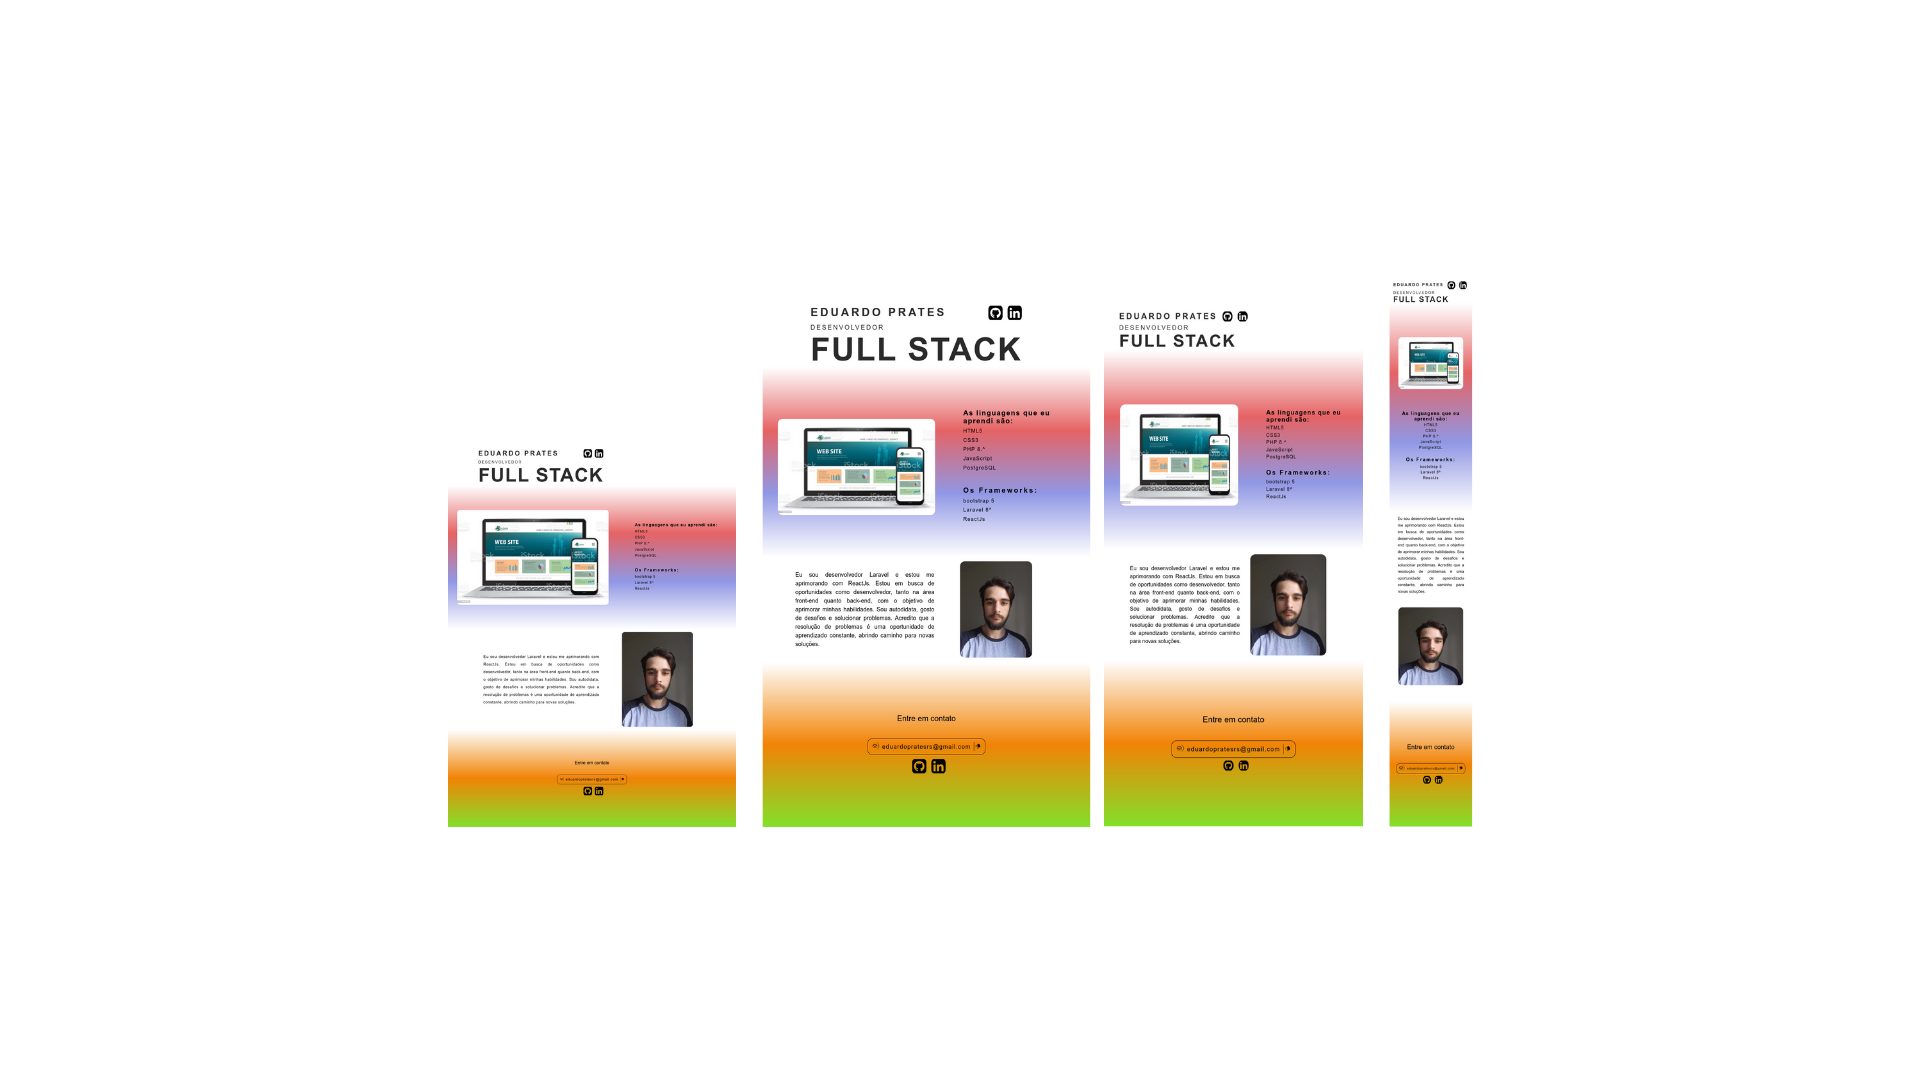 EDUARDO PRATES
DESENVOLVEDOR
FULL STACK
WEB SITE
As linguagens que eu aprendi são:
HTML5
CSS3
PHP 8.*
JavaScript
PostgreSQL
Os Frameworks:
bootstrap 5
Laravel 8*
ReactJs
Eu sou desenvolvedor Laravel e estou me aprimorando com
ReactJs. Estou em busca de oportunidades como
desenvolvedor, tanto na área front-end quanto back-end, com
o objetivo de aprimorar minhas habilidades. Sou autodidata,
gosto de desafios e solucionar problemas. Acredito que a
resolução de problemas é uma oportunidade de aprendizado
constante, abrindo caminho para novas soluções.
Entre em contato
eduardopratesrs@gmail.com
EDUARDO PRATES
DESENVOLVEDOR
FULL STACK
WEB SITE
As linguagens que eu
aprendi são:
HTML5
CSS3
PHP 8.*
JavaScript
PostgreSQL
Os Frameworks:
bootstrap 5
Laravel 8*
ReactJs
Eu sou desenvolvedor Laravel e estou me
aprimorando com ReactJs. Estou em busca de
oportunidades como desenvolvedor, tanto na área
front-end quanto back-end, com o objetivo de
aprimorar minhas habilidades. Sou autodidata, gosto
de desafios e solucionar problemas. Acredito que a
resolução de problemas é uma oportunidade de
aprendizado constante, abrindo caminho para novas
soluções.
Entre em contato
eduardopratesrs@gmail.com
EDUARDO PRATES
DESENVOLVEDOR
FULL STACK
WEB SITE
As linguagens que eu
aprendi são:
HTML5
CSS3
PHP 8.*
JavaScript
PostgreSQL
Os Frameworks:
bootstrap 5
Laravel 8*
ReactJs
Eu sou desenvolvedor Laravel e estou me
aprimorando com ReactJs. Estou em busca
de oportunidades como desenvolvedor, tanto
na área front-end quanto back-end, com o
objetivo de aprimorar minhas habilidades.
Sou autodidata, gosto de desafios e
solucionar problemas. Acredito que a
resolução de problemas é uma oportunidade
de aprendizado constante, abrindo caminho
para novas soluções.
Entre em contato
eduardopratesrs@gmail.com
EDUARDO PRATES
DESENVOLVEDOR
FULL STACK
As linguagens que eu
aprendi são:
HTML5
CSS3
PHP 8.*
JavaScript
PostgreSQL
Os Frameworks:
bootstrap 5
Laravel 8*
ReactJs
Eu sou desenvolvedor Laravel e estou
me aprimorando com ReactJs. Estou
em busca de oportunidades como
desenvolvedor, tanto na área front-
end quanto back-end, com o objetivo
de aprimorar minhas habilidades. Sou
autodidata, gosto de desafios e
solucionar problemas. Acredito que a
resolução de problemas é uma
oportunidade de aprendizado
constante, abrindo caminho para
novas soluções.
Entre em contato
eduardopratesrs@gmail.com